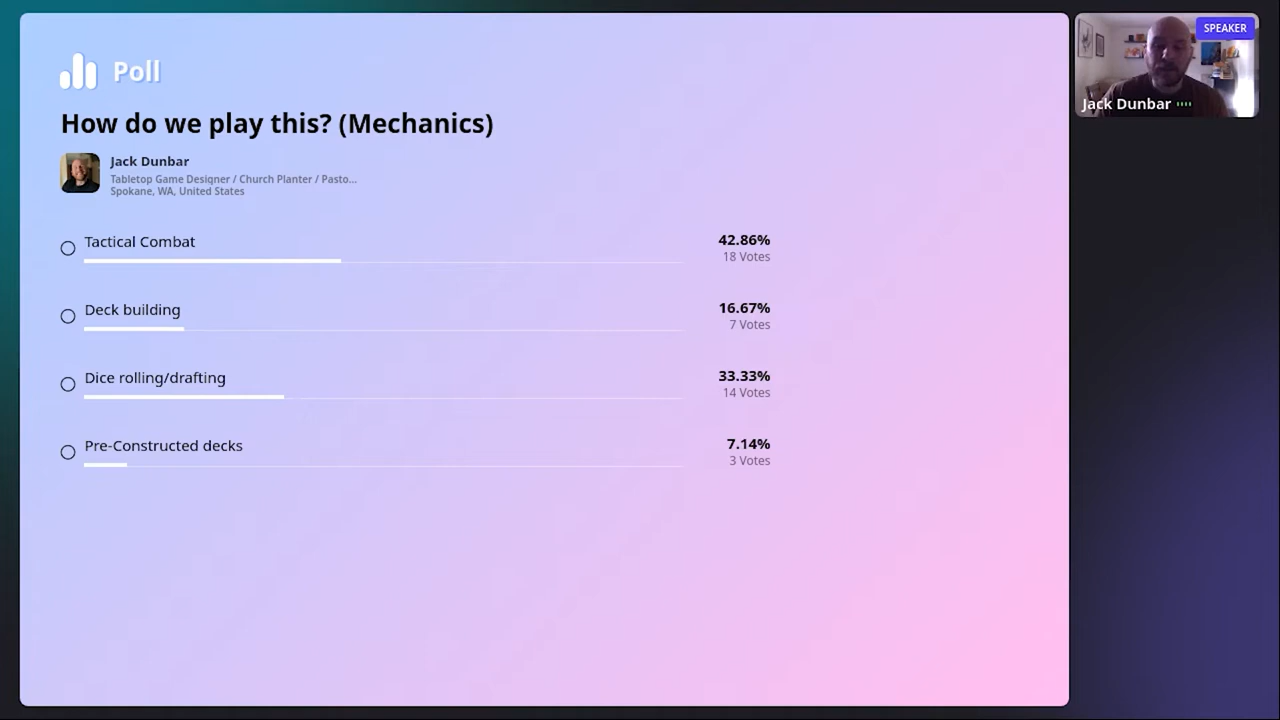 Poll
How do we play this? (Mechanics)
Jack Dunbar
Tabletop Game Designer / Church Planter / Pasto...
Spokane, WA, United States
Tactical Combat
42.86%
18 Votes
Deck building
16.67%
7 Votes
Dice rolling/drafting
33.33%
14 Votes
Pre-Constructed decks
7.14%
3 Votes
SPEAKER
Jack Dunbar